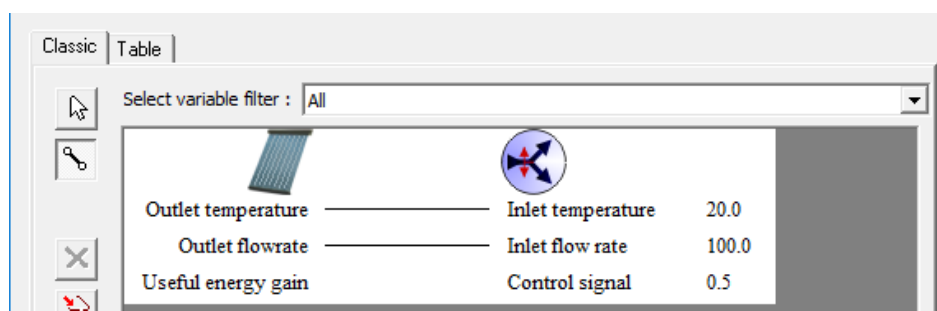 Classic Table
Select variable filter : All
Outlet temperature Inlet temperature 20.0
Outlet flowrate Inlet flow rate 100.0
Useful energy gain Control signal 0.5